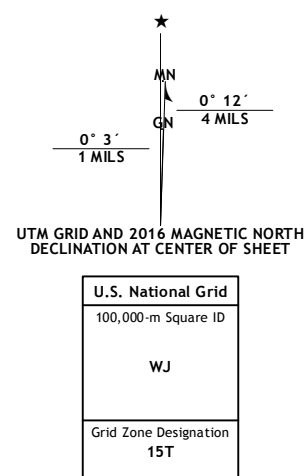 ★
MN
0° 12´
4 MILS
GN
0° 3´
1 MILS
UTM GRID AND 2016 MAGNETIC NORTH
DECLINATION AT CENTER OF SHEET
U.S. National Grid
100,000-m Square ID
WJ
Grid Zone Designation
15T